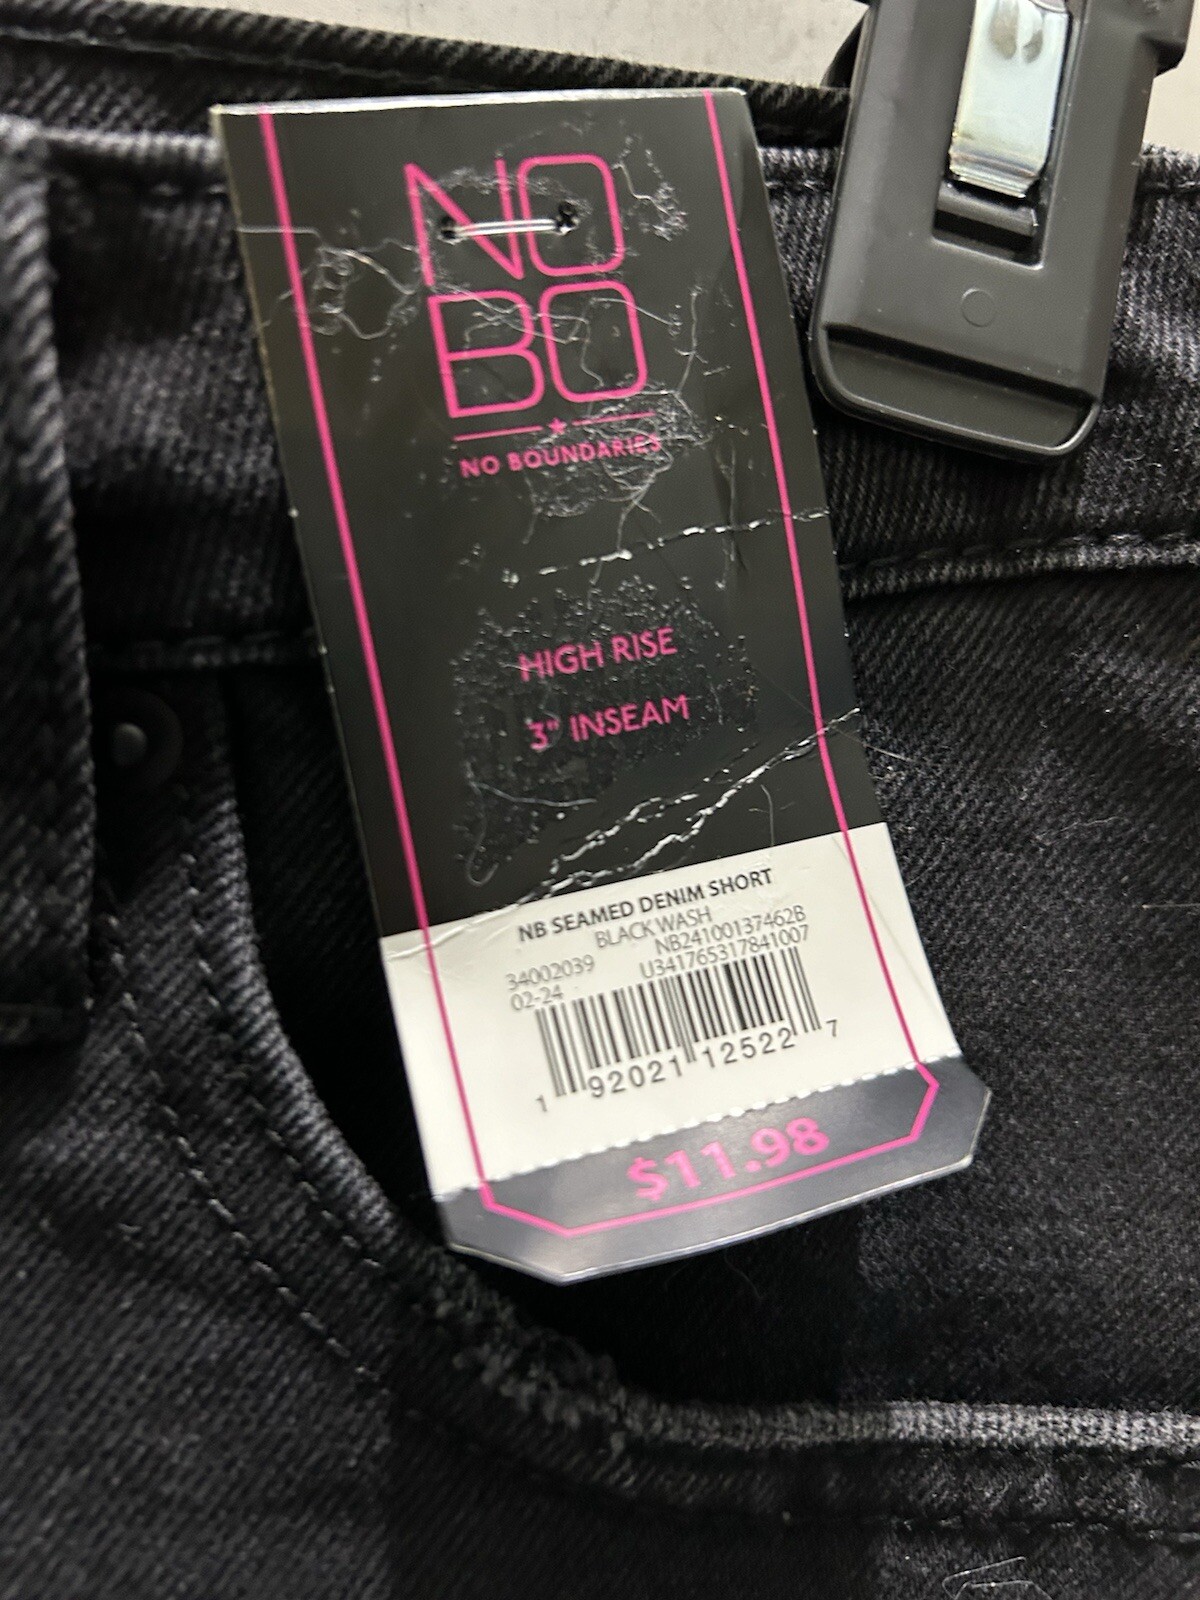 NO
BO
NO BOUNDARIES
HIGH RISE
3" INSEAM
NB SEAMED DENIM SHORT
BLACK WASH
34002039 NB24100137462B
02-24 U341765317841007
1 92021 12522 7
$11.98